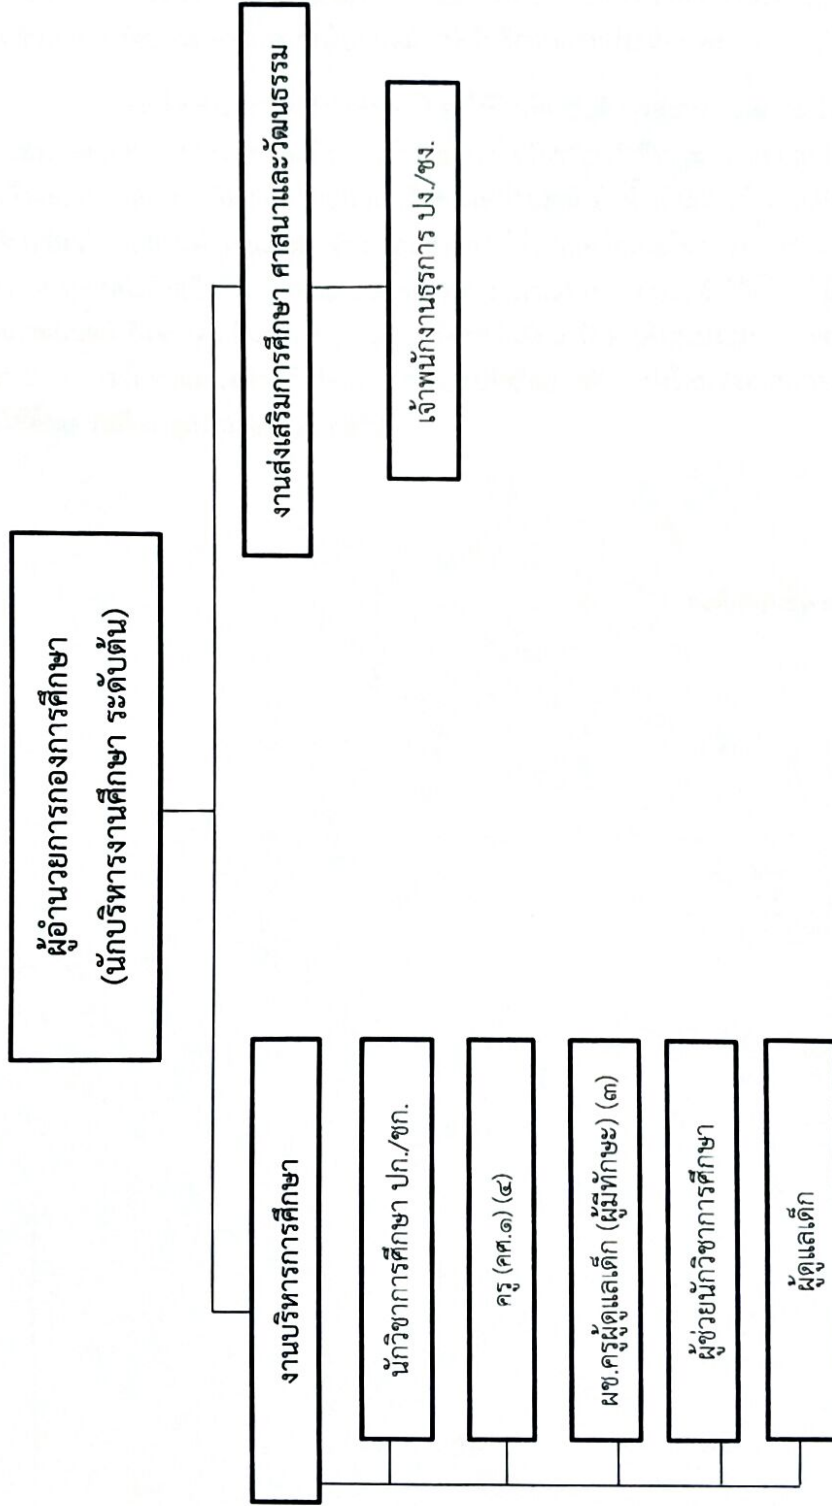 ผู้อำนวยการกองการศึกษา
(นักบริหารงานศึกษา ระดับต้น)
งานบริหารการศึกษา
นักวิชาการศึกษา ปก./ชก.
ครู (คศ.๑) (๔)
ผช.ครูผู้ดูแลเด็ก (ผู้มีทักษะ) (๓)
ผู้ช่วยนักวิชาการศึกษา
ผู้ดูแลเด็ก
งานส่งเสริมการศึกษา ศาสนาและวัฒนธรรม
เจ้าพนักงานธุรการ ปง./ชง.